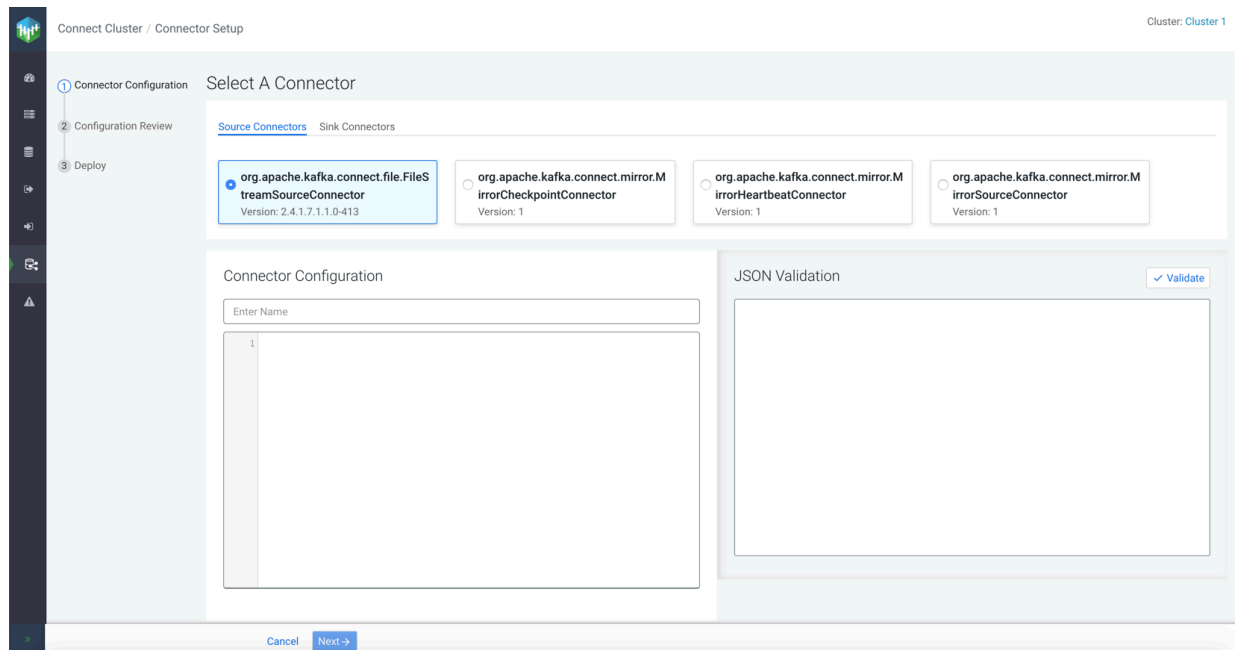 Connect Cluster / Connector Setup
Cluster: Cluster 1
1 Connector Configuration
2 Configuration Review
3 Deploy
Select A Connector
Source Connectors Sink Connectors
org.apache.kafka.connect.file.FileS
treamSourceConnector
Version: 2.4.1.7.1.1.0-413
org.apache.kafka.connect.mirror.M
irrorCheckpointConnector
Version: 1
org.apache.kafka.connect.mirror.M
irrorHeartbeatConnector
Version: 1
org.apache.kafka.connect.mirror.M
irrorSourceConnector
Version: 1
Connector Configuration
Enter Name
1
JSON Validation
Validate
Cancel Next